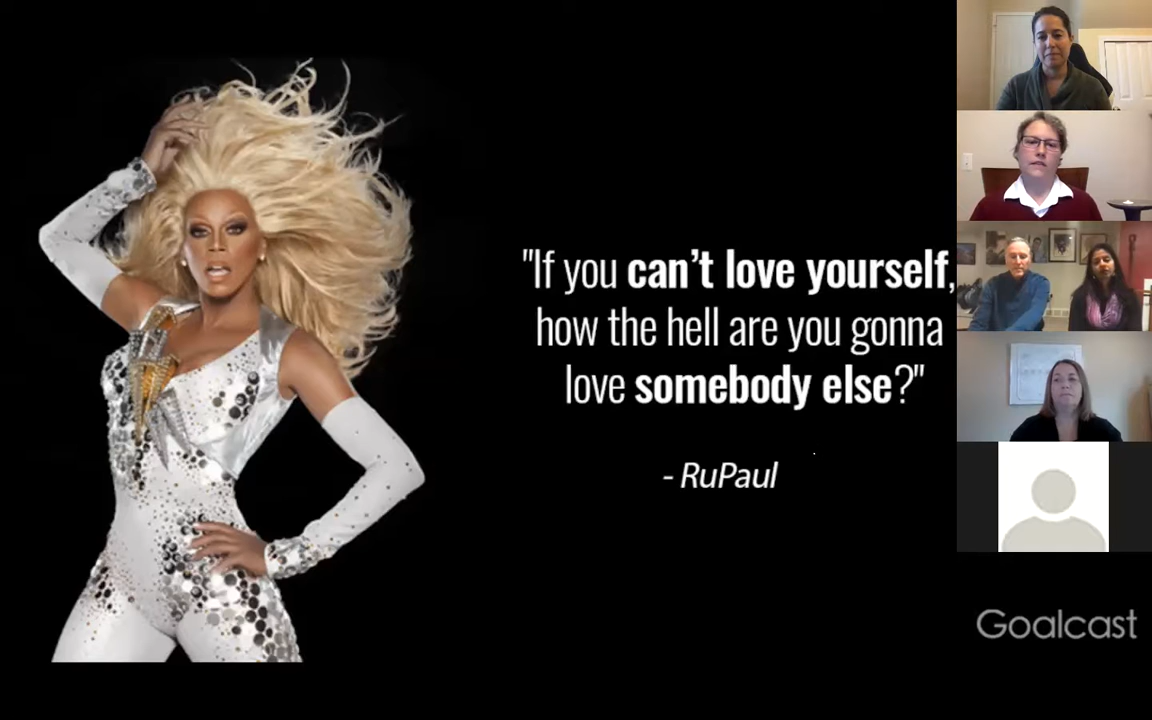 "If you can't love yourself,
how the hell are you gonna
love somebody else?"
- RuPaul
Goalcast